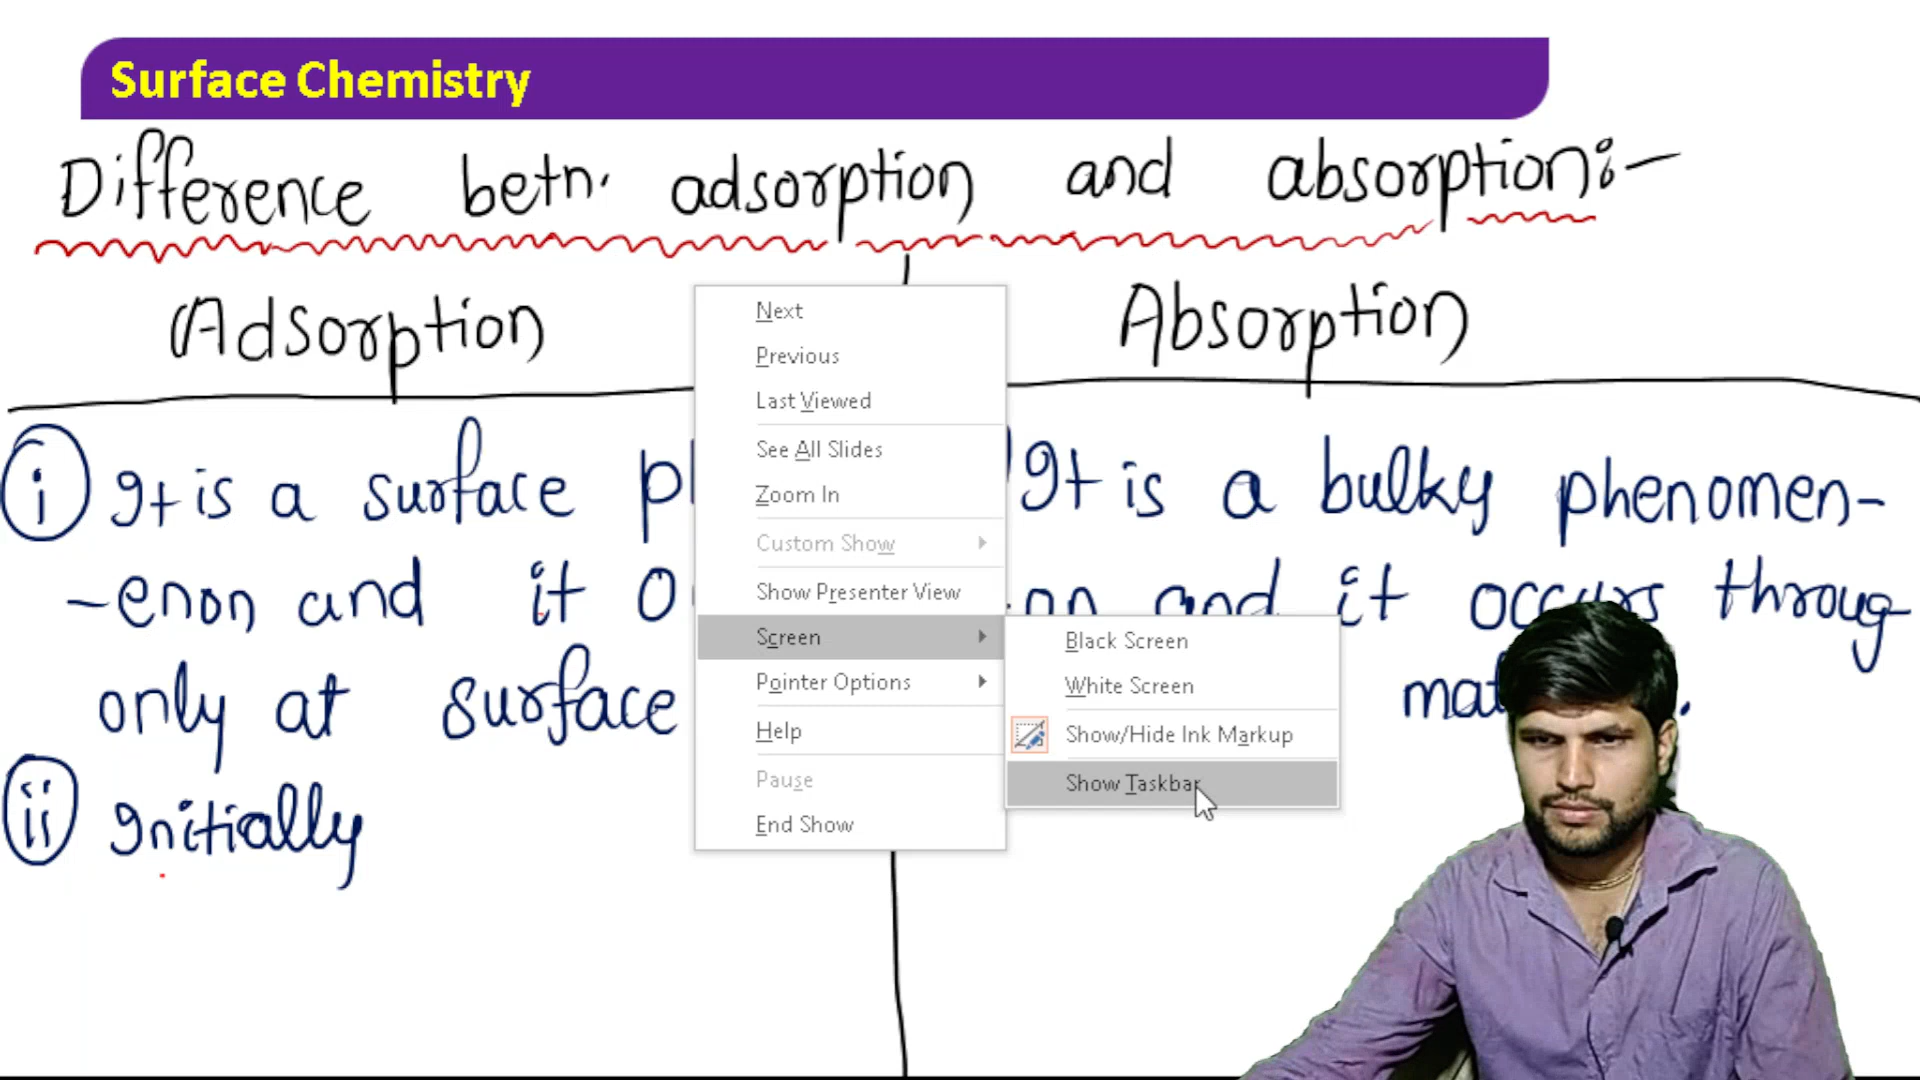 Surface Chemistry
Difference betn. adsorption and absorption:-
Adsorption
Absorption
i It is a surface
-enon and it
only at surface
ii Initially
It is a bulky phenomen-
-on and it occurs throug
Next
Previous
Last Viewed
See All Slides
Zoom In
Custom Show
Show Presenter View
Screen
Pointer Options
Help
Pause
End Show
Black Screen
White Screen
Show/Hide Ink Markup
Show Taskbar